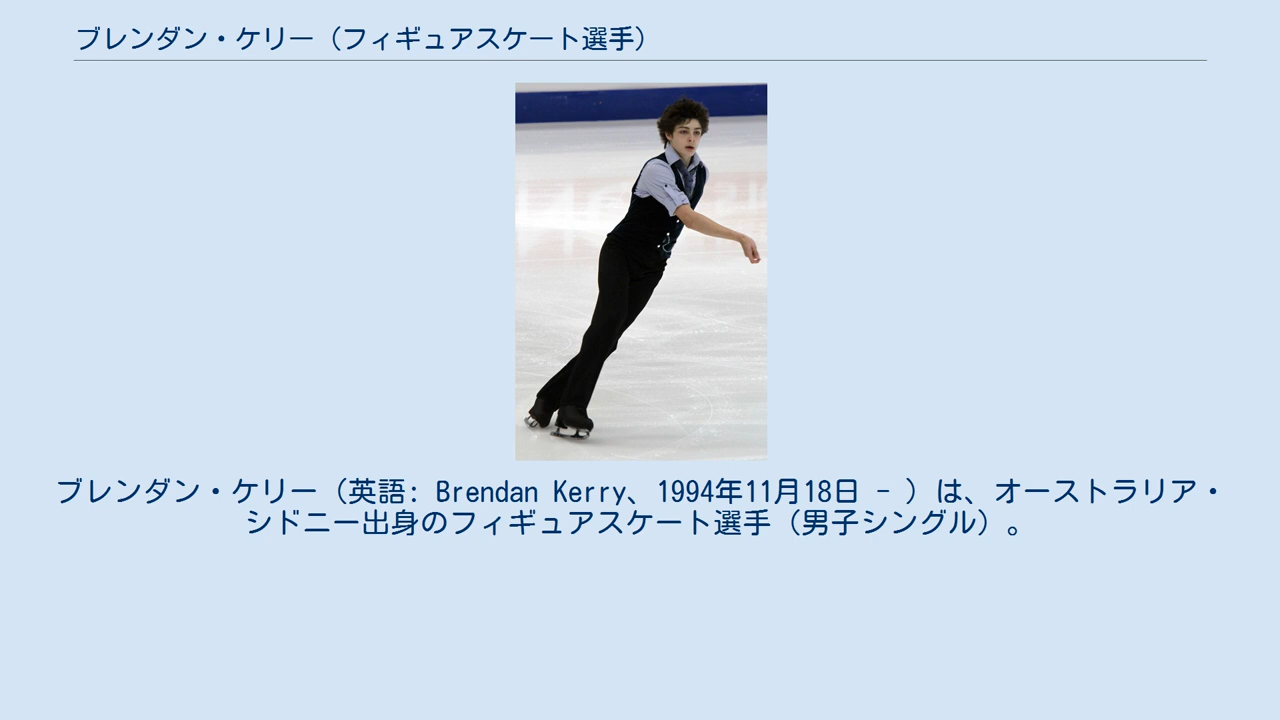 ブレンダン・ケリー（フィギュアスケート選手）
ブレンダン・ケリー（英語: Brendan Kerry、1994年11月18日 - ）は、オーストラリア・
シドニー出身のフィギュアスケート選手（男子シングル）。